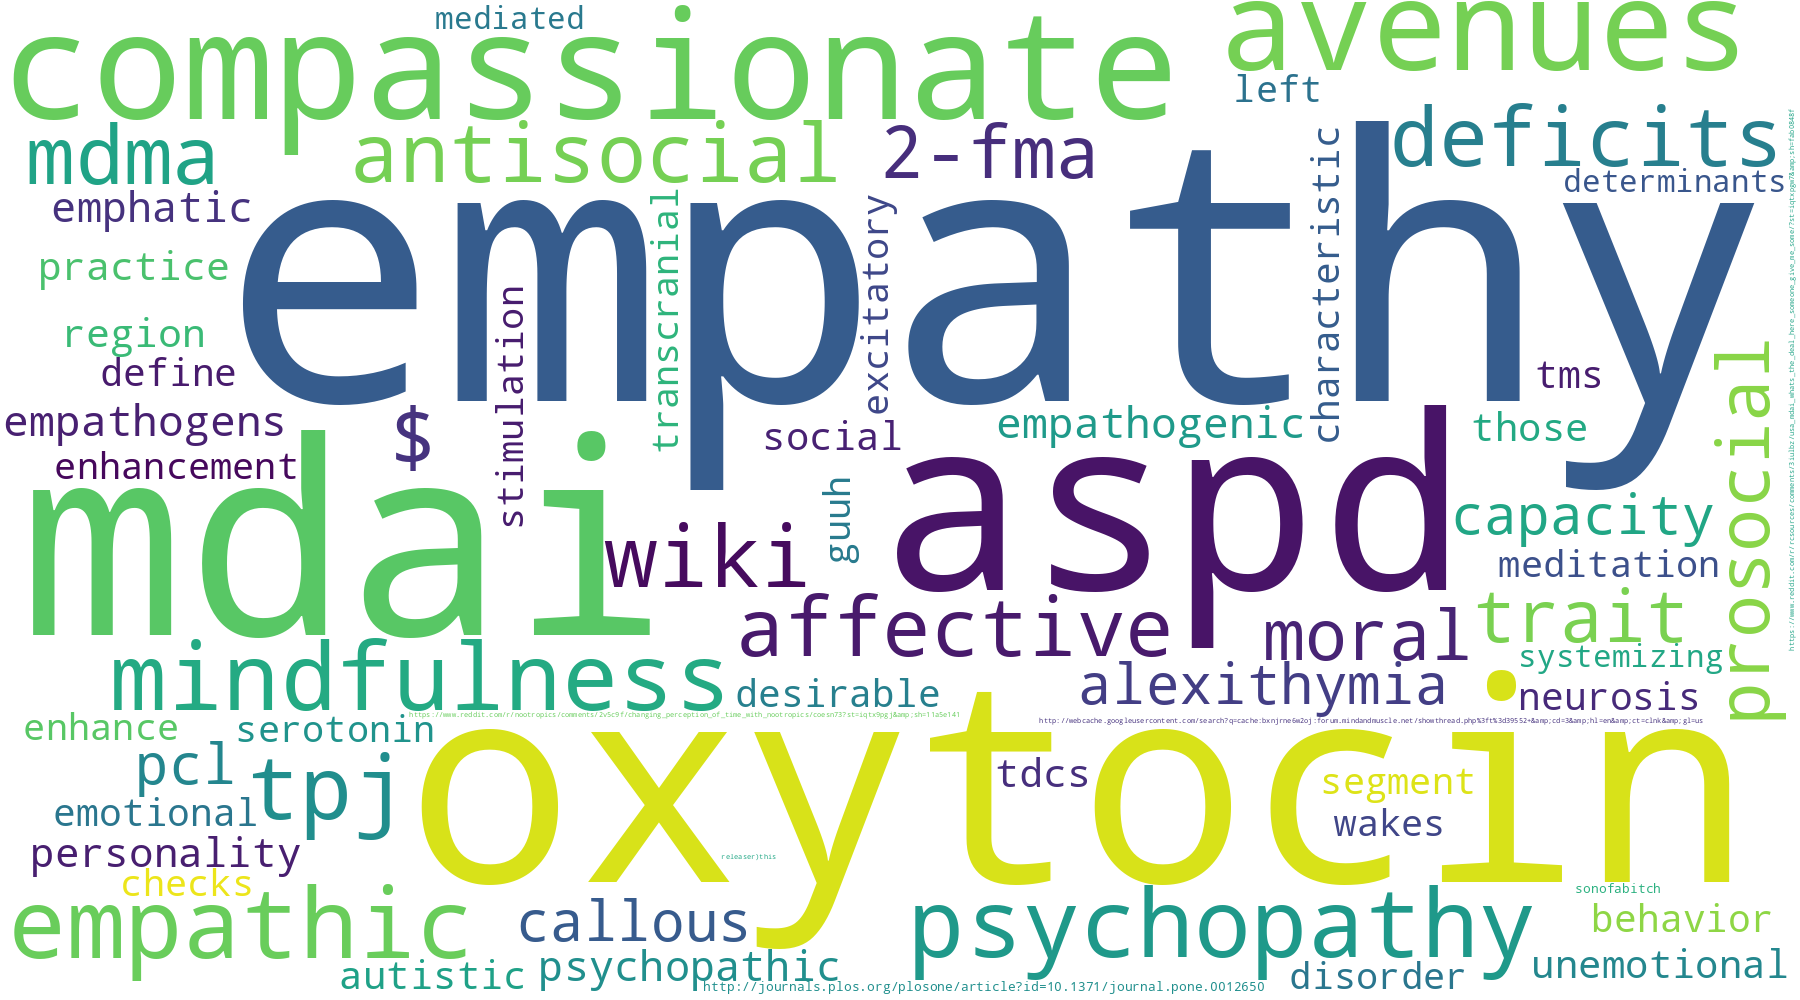 mediated
compassionate
avenues
left
mdma
antisocial
2-fma
deficits
emphatic
empathy
determinants
practice
transcranial
excitatory
characteristic
region
stimulation
define
tms
prosocial
empathogens
$
social
empathogenic
those
enhancement
mdai
wiki
guuh
aspd
capacity
meditation
affective
moral
trait
mindfulness
desirable
alexithymia
systemizing
neurosis
enhance
serotonin
oxytocin
pcl
tpj
tdcs
segment
emotional
wakes
personality
releaser)this
checks
empathic
callous
psychopathy
sonofabitch
behavior
autistic
psychopathic
disorder
unemotional
http://journals.plos.org/plosone/article?id=10.1371/journal.pone.0012650